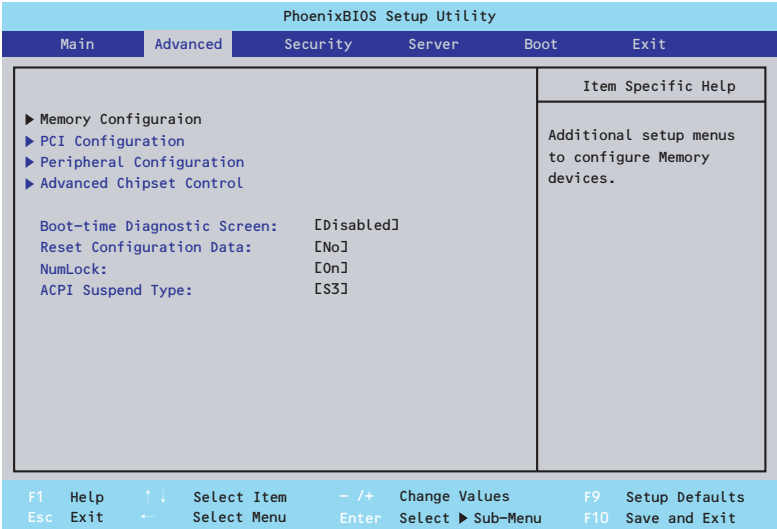 PhoenixBIOS Setup Utility
Main Advanced Security Server Boot Exit
Item Specific Help
▶ Memory Configuraion
▶ PCI Configuration
▶ Peripheral Configuration
▶ Advanced Chipset Control
Additional setup menus
to configure Memory
devices.
Boot-time Diagnostic Screen: [Disabled]
Reset Configuration Data: [No]
NumLock: [On]
ACPI Suspend Type: [S3]
F1 Help ↑↓ Select Item - /+ Change Values F9 Setup Defaults
Esc Exit ← Select Menu Enter Select ▶ Sub-Menu F10 Save and Exit